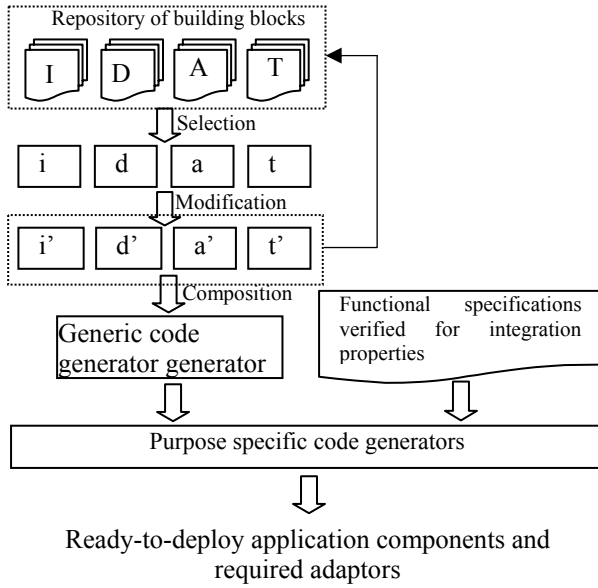 Repository of building blocks
I D A T
Selection
i d a t
Modification
i’ d’ a’ t’
Composition
Generic code
generator generator
Functional specifications
verified for integration
properties
Purpose specific code generators
Ready-to-deploy application components and
required adaptors